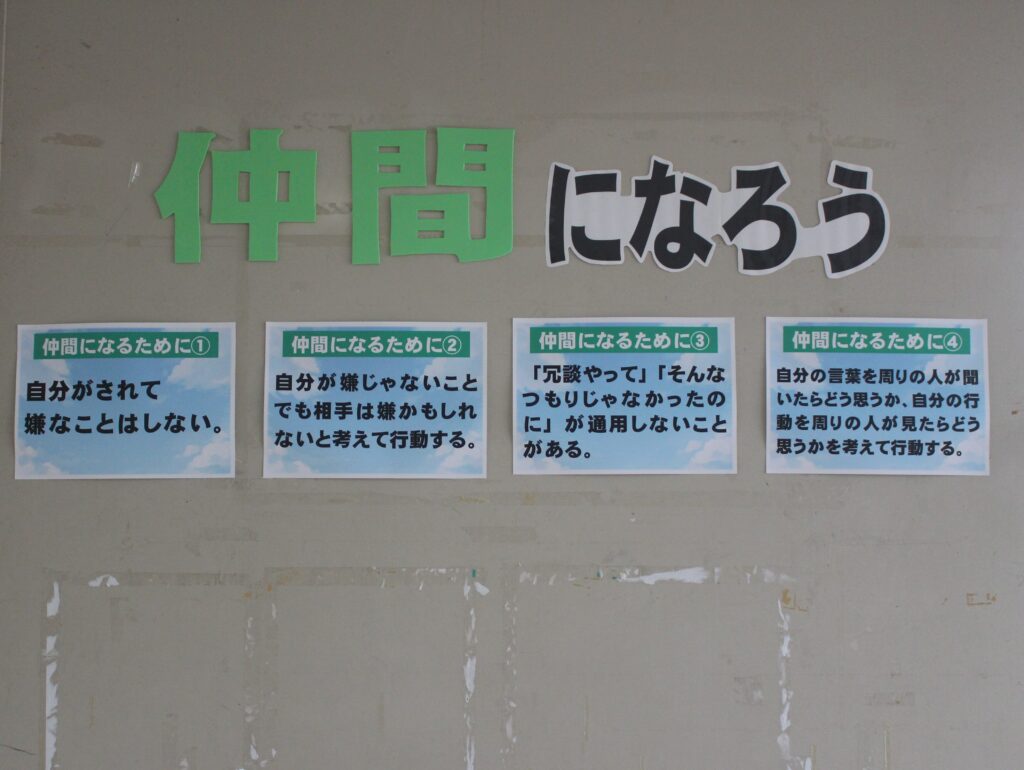 仲間になろう
仲間になるために①
自分がされて
嫌なことはしない。
仲間になるために②
自分が嫌じゃないこと
でも相手は嫌かもしれ
ないと考えて行動する。
仲間になるために③
「冗談やって」「そんな
つもりじゃなかったの
に」が通用しないこと
がある。
仲間になるために④
自分の言葉を周りの人が聞
いたらどう思うか、自分の行
動を周りの人が見たらどう
思うかを考えて行動する。